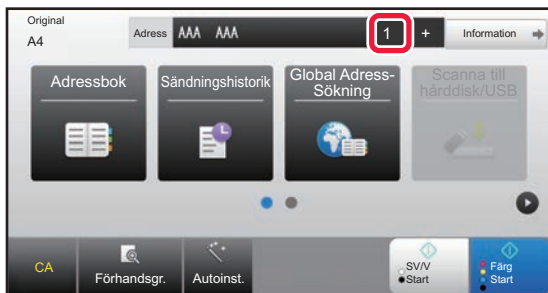 Original
A4
Adress AAA AAA 1 + Information
Adressbok
Sändningshistorik
Global Adress-
Sökning
Scanna till
hårddisk/USB
CA
Förhandsgr.
Autoinst.
SV/V
Start
Färg
Start